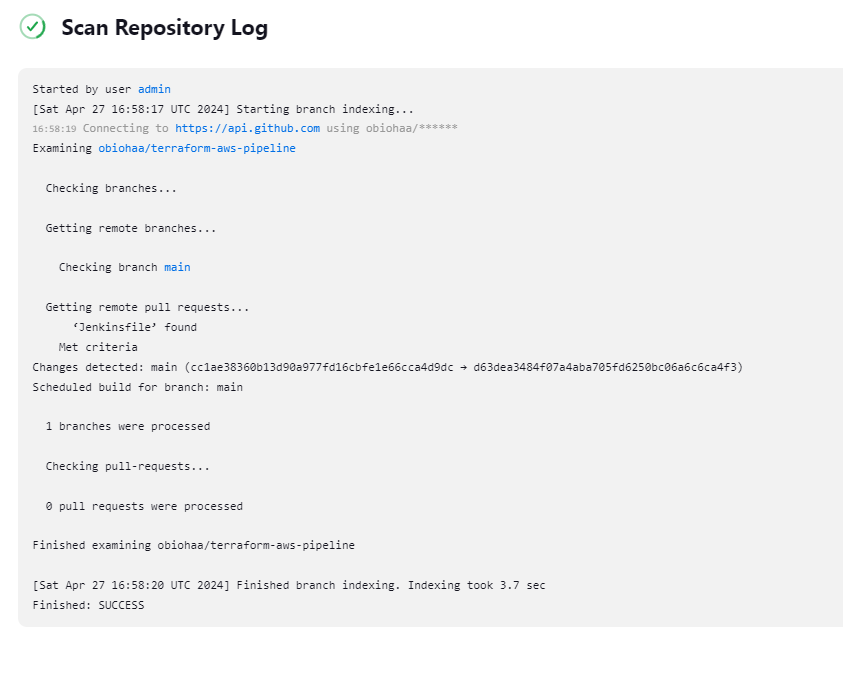 Scan Repository Log
Started by user admin
[Sat Apr 27 16:58:17 UTC 2024] Starting branch indexing...
16:58:19 Connecting to https://api.github.com using obiohaa/******
Examining obiohaa/terraform-aws-pipeline
Checking branches...
Getting remote branches...
Checking branch main
Getting remote pull requests...
‘Jenkinsfile’ found
Met criteria
Changes detected: main (cc1ae38360b13d90a977fd16cbfe1e66cca4d9dc → d63dea3484f07a4aba705fd6250bc06a6c6ca4f3)
Scheduled build for branch: main
1 branches were processed
Checking pull-requests...
0 pull requests were processed
Finished examining obiohaa/terraform-aws-pipeline
[Sat Apr 27 16:58:20 UTC 2024] Finished branch indexing. Indexing took 3.7 sec
Finished: SUCCESS